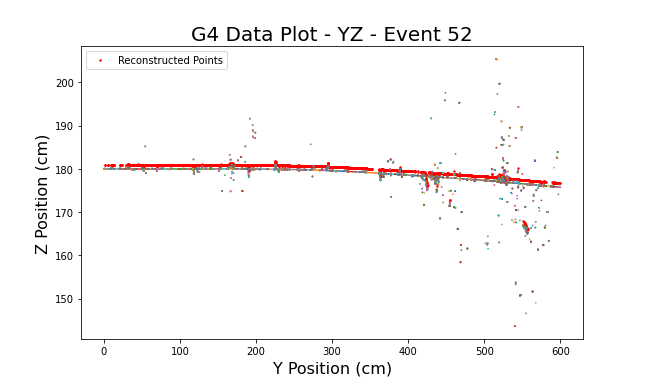 G4 Data Plot - YZ - Event 52
Reconstructed Points
Z Position (cm)
200
190
180
170
160
150
0 100 200 300 400 500 600
Y Position (cm)